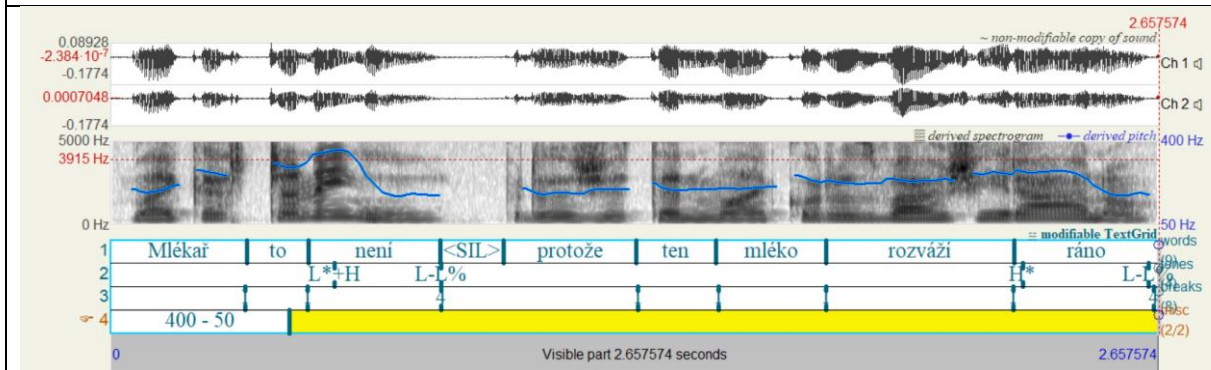 2.657574
~ non-modifiable copy of sound
0.08928
-2.384·10⁻⁷
-0.1774
Ch 1
0.0007048
-0.1774
Ch 2
5000 Hz
derived spectrogram derived pitch
400 Hz
3915 Hz
0 Hz
50 Hz
modifiable TextGrid
1 Mlékař to není <SIL> protože ten mléko rozváží ráno words
2 L*+H L-L% H* L-L%
3 4 4 breaks
(8)
4 400 - 50 misc
(2/2)
0 Visible part 2.657574 seconds 2.657574